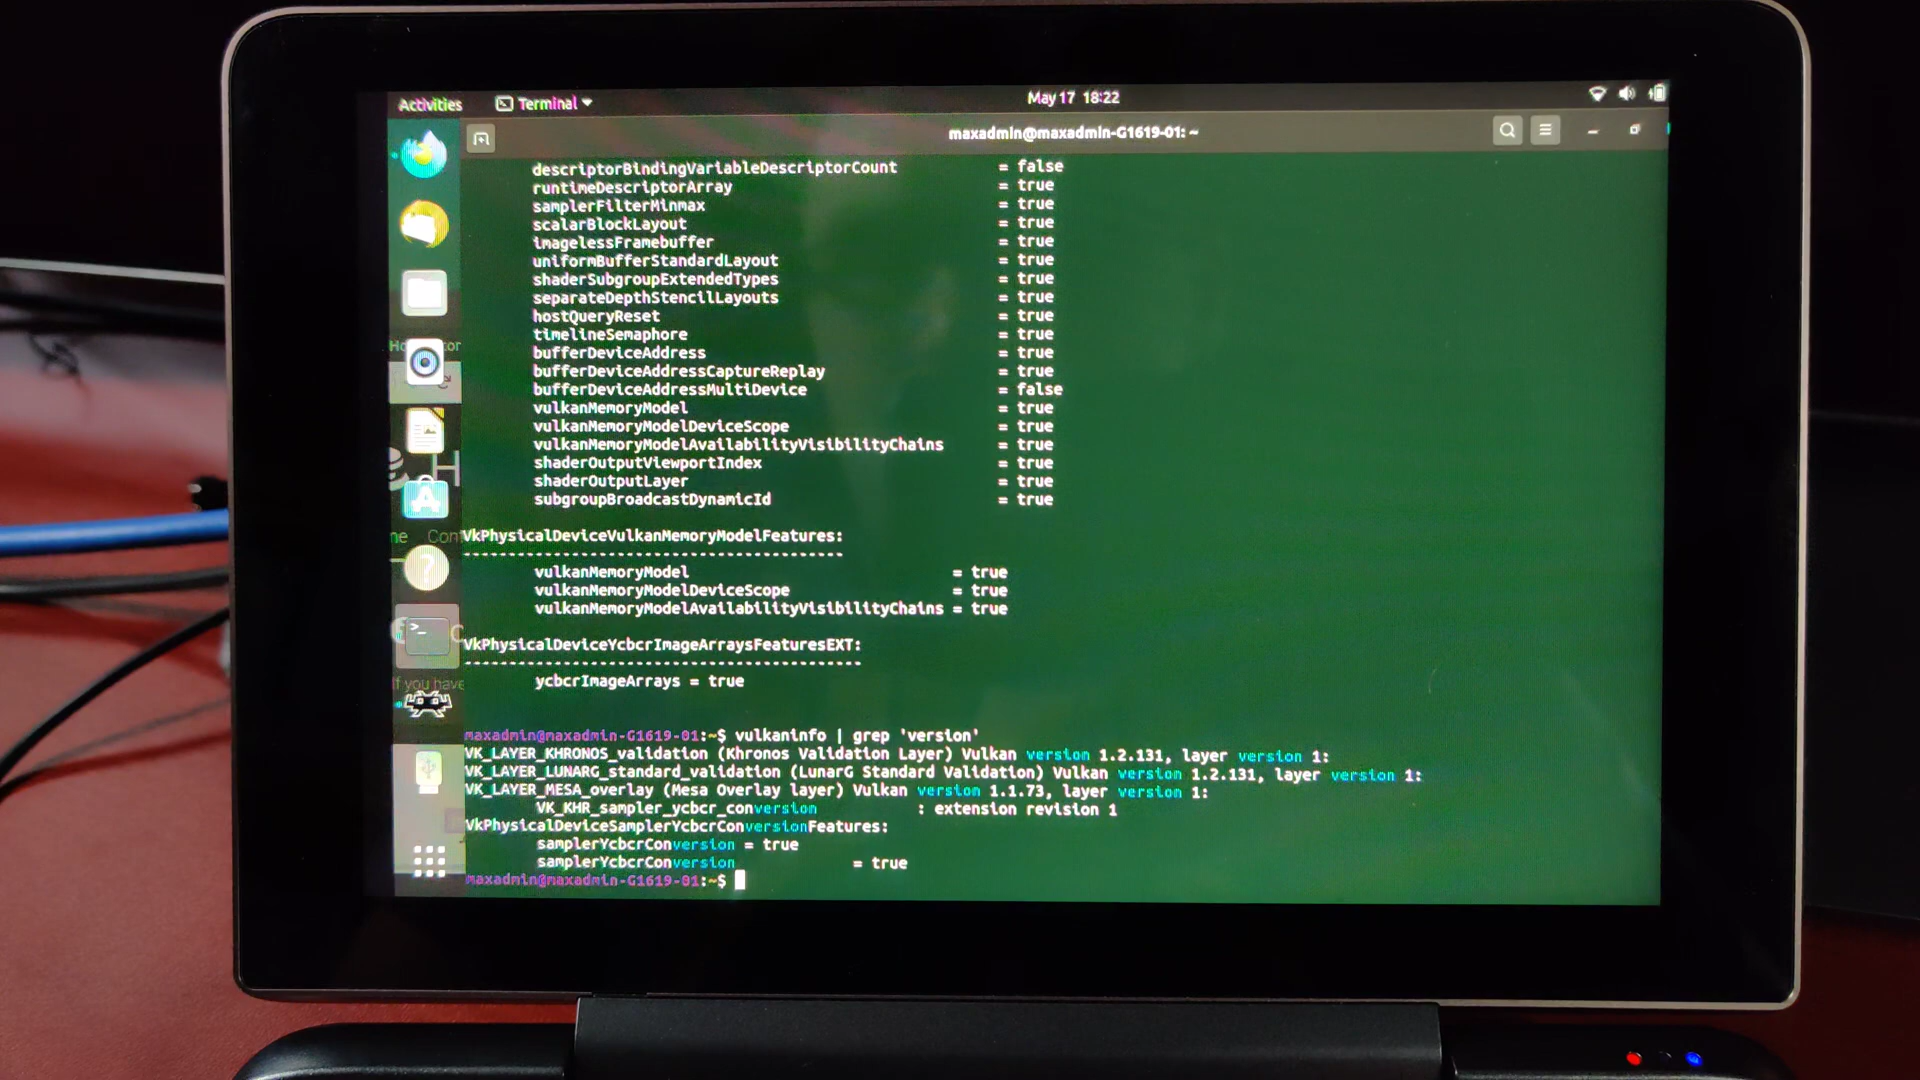 Activities Terminal May 17 18:22
maxadmin@maxadmin-G1619-01: ~
descriptorBindingVariableDescriptorCount = false
runtimeDescriptorArray = true
samplerFilterMinmax = true
scalarBlockLayout = true
imagelessFramebuffer = true
uniformBufferStandardLayout = true
shaderSubgroupExtendedTypes = true
separateDepthStencilLayouts = true
hostQueryReset = true
timelineSemaphore = true
bufferDeviceAddress = true
bufferDeviceAddressCaptureReplay = true
bufferDeviceAddressMultiDevice = false
vulkanMemoryModel = true
vulkanMemoryModelDeviceScope = true
vulkanMemoryModelAvailabilityVisibilityChains = true
shaderOutputViewportIndex = true
shaderOutputLayer = true
subgroupBroadcastDynamicId = true
VkPhysicalDeviceVulkanMemoryModelFeatures:
------------------------------------------
vulkanMemoryModel = true
vulkanMemoryModelDeviceScope = true
vulkanMemoryModelAvailabilityVisibilityChains = true
VkPhysicalDeviceYcbcrImageArraysFeaturesEXT:
--------------------------------------------
ycbcrImageArrays = true
If you have
maxadmin@maxadmin-G1619-01:~$ vulkaninfo | grep 'version'
VK_LAYER_KHRONOS_validation (Khronos Validation Layer) Vulkan version 1.2.131, layer version 1:
VK_LAYER_LUNARG_standard_validation (LunarG Standard Validation) Vulkan version 1.2.131, layer version 1:
VK_LAYER_MESA_overlay (Mesa Overlay layer) Vulkan version 1.1.73, layer version 1:
VK_KHR_sampler_ycbcr_conversion : extension revision 1
VkPhysicalDeviceSamplerYcbcrConversionFeatures:
samplerYcbcrConversion = true
samplerYcbcrConversion = true
maxadmin@maxadmin-G1619-01:~$